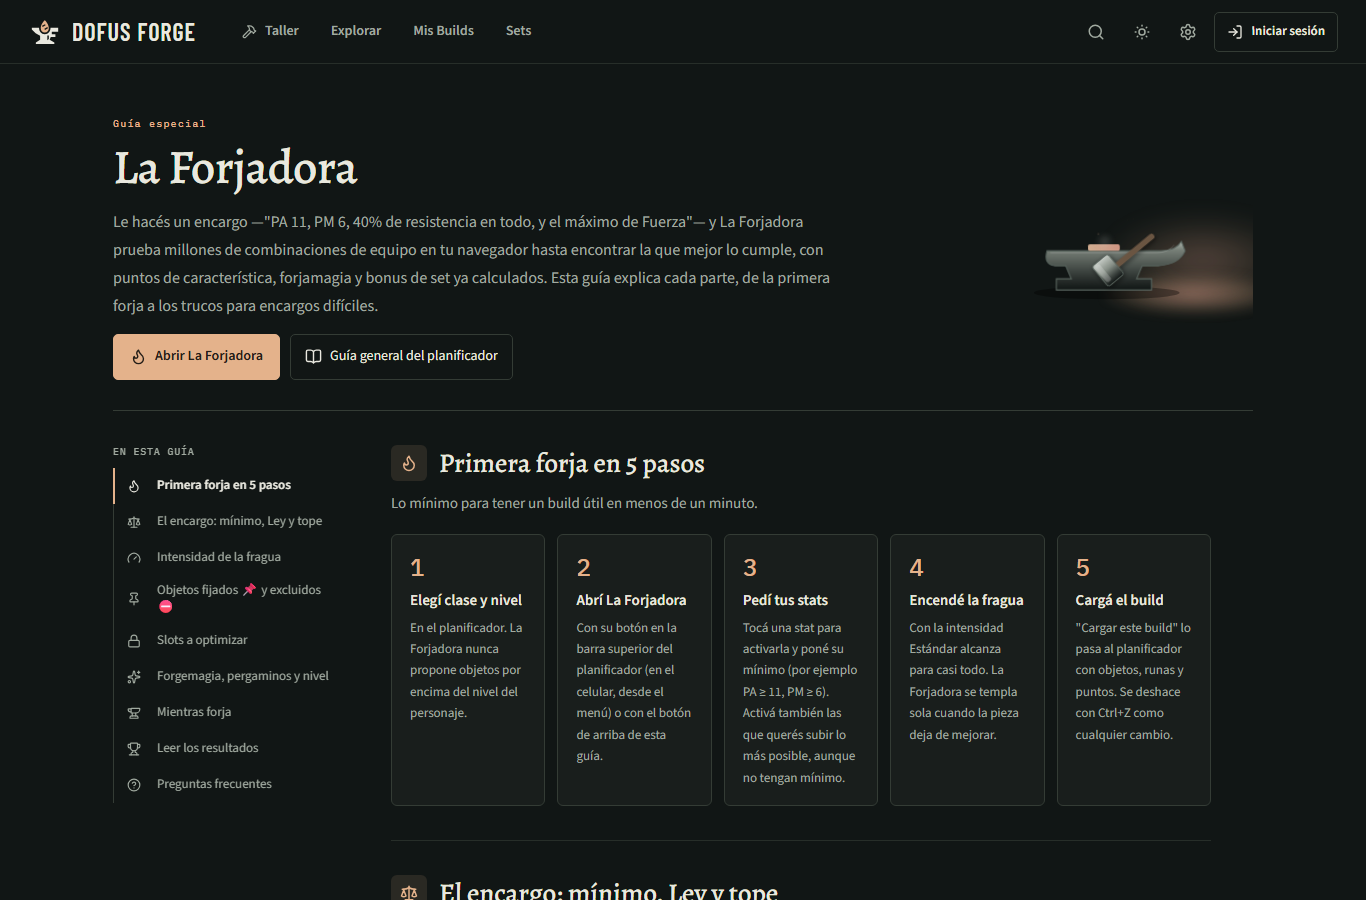 DOFUS FORGE
Taller
Explorar
Mis Builds
Sets
Iniciar sesión
Guía especial
La Forjadora
Le hacés un encargo —"PA 11, PM 6, 40% de resistencia en todo, y el máximo de Fuerza"— y La Forjadora
prueba millones de combinaciones de equipo en tu navegador hasta encontrar la que mejor lo cumple, con
puntos de característica, forjamagia y bonus de set ya calculados. Esta guía explica cada parte, de la primera
forja a los trucos para encargos difíciles.
Abrir La Forjadora
Guía general del planificador
EN ESTA GUÍA
Primera forja en 5 pasos
El encargo: mínimo, Ley y tope
Intensidad de la fragua
Objetos fijados 📌 y excluidos
⛔
Slots a optimizar
Forgemagia, pergaminos y nivel
Mientras forja
Leer los resultados
Preguntas frecuentes
Primera forja en 5 pasos
Lo mínimo para tener un build útil en menos de un minuto.
1
Elegí clase y nivel
En el planificador. La
Forjadora nunca
propone objetos por
encima del nivel del
personaje.
2
Abrí La Forjadora
Con su botón en la
barra superior del
planificador (en el
celular, desde el
menú) o con el botón
de arriba de esta
guía.
3
Pedí tus stats
Tocá una stat para
activarla y poné su
mínimo (por ejemplo
PA ≥ 11, PM ≥ 6).
Activá también las
que querés subir lo
más posible, aunque
no tengan mínimo.
4
Encendé la fragua
Con la intensidad
Estándar alcanza
para casi todo. La
Forjadora se templa
sola cuando la pieza
deja de mejorar.
5
Cargá el build
"Cargar este build" lo
pasa al planificador
con objetos, runas y
puntos. Se deshace
con Ctrl+Z como
cualquier cambio.
El encargo: mínimo, Ley y tope